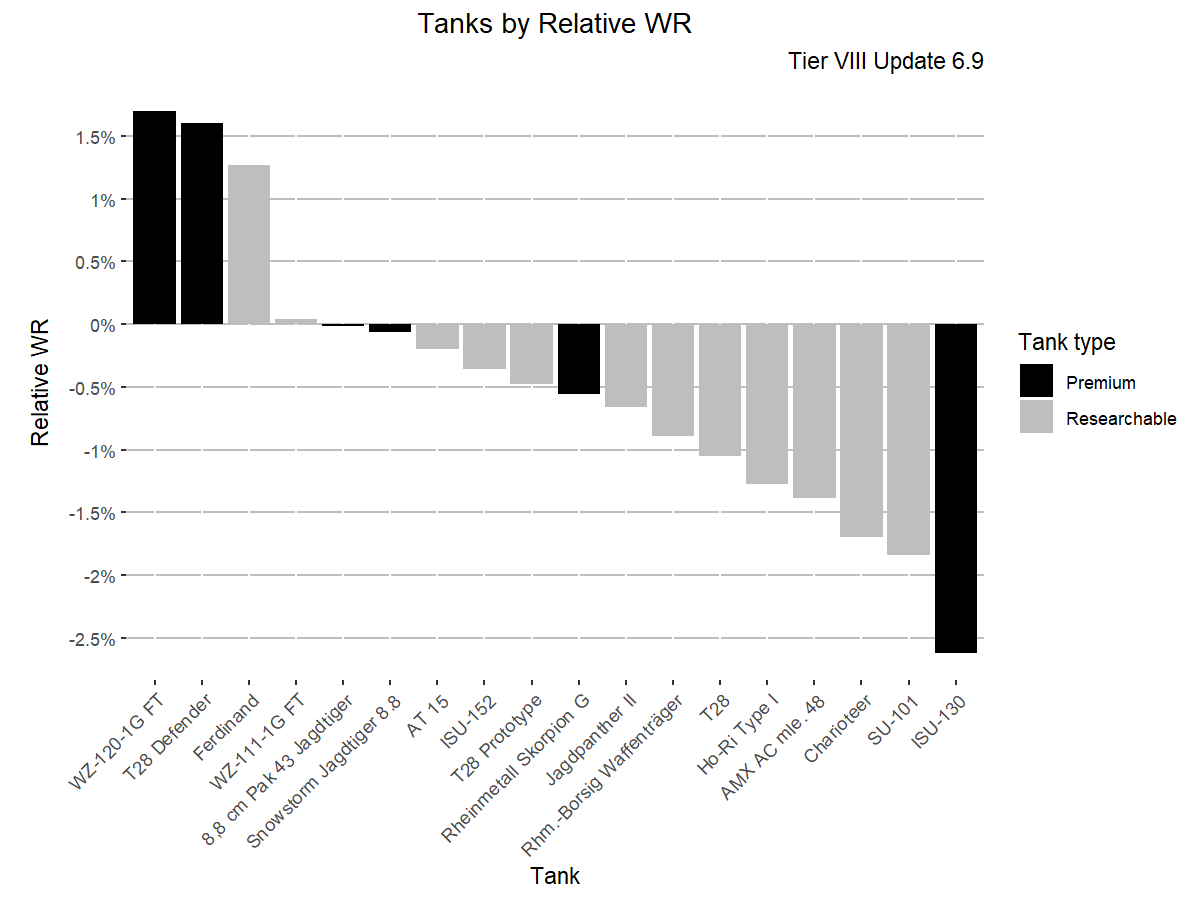 Tanks by Relative WR
Tier VIII Update 6.9
Relative WR
1.5%
1%
0.5%
0%
-0.5%
-1%
-1.5%
-2%
-2.5%
WZ-120-1G FT
T28 Defender
Ferdinand
WZ-111-1G FT
8,8 cm Pak 43 Jagdtiger
Snowstorm Jagdtiger 8.8
AT 15
ISU-152
T28 Prototype
Rheinmetall Skorpion G
Jagdpanther II
Rhm.-Borsig Waffenträger
T28
Ho-Ri Type I
AMX AC mle. 48
Charioteer
SU-101
ISU-130
Tank
Tank type
Premium
Researchable